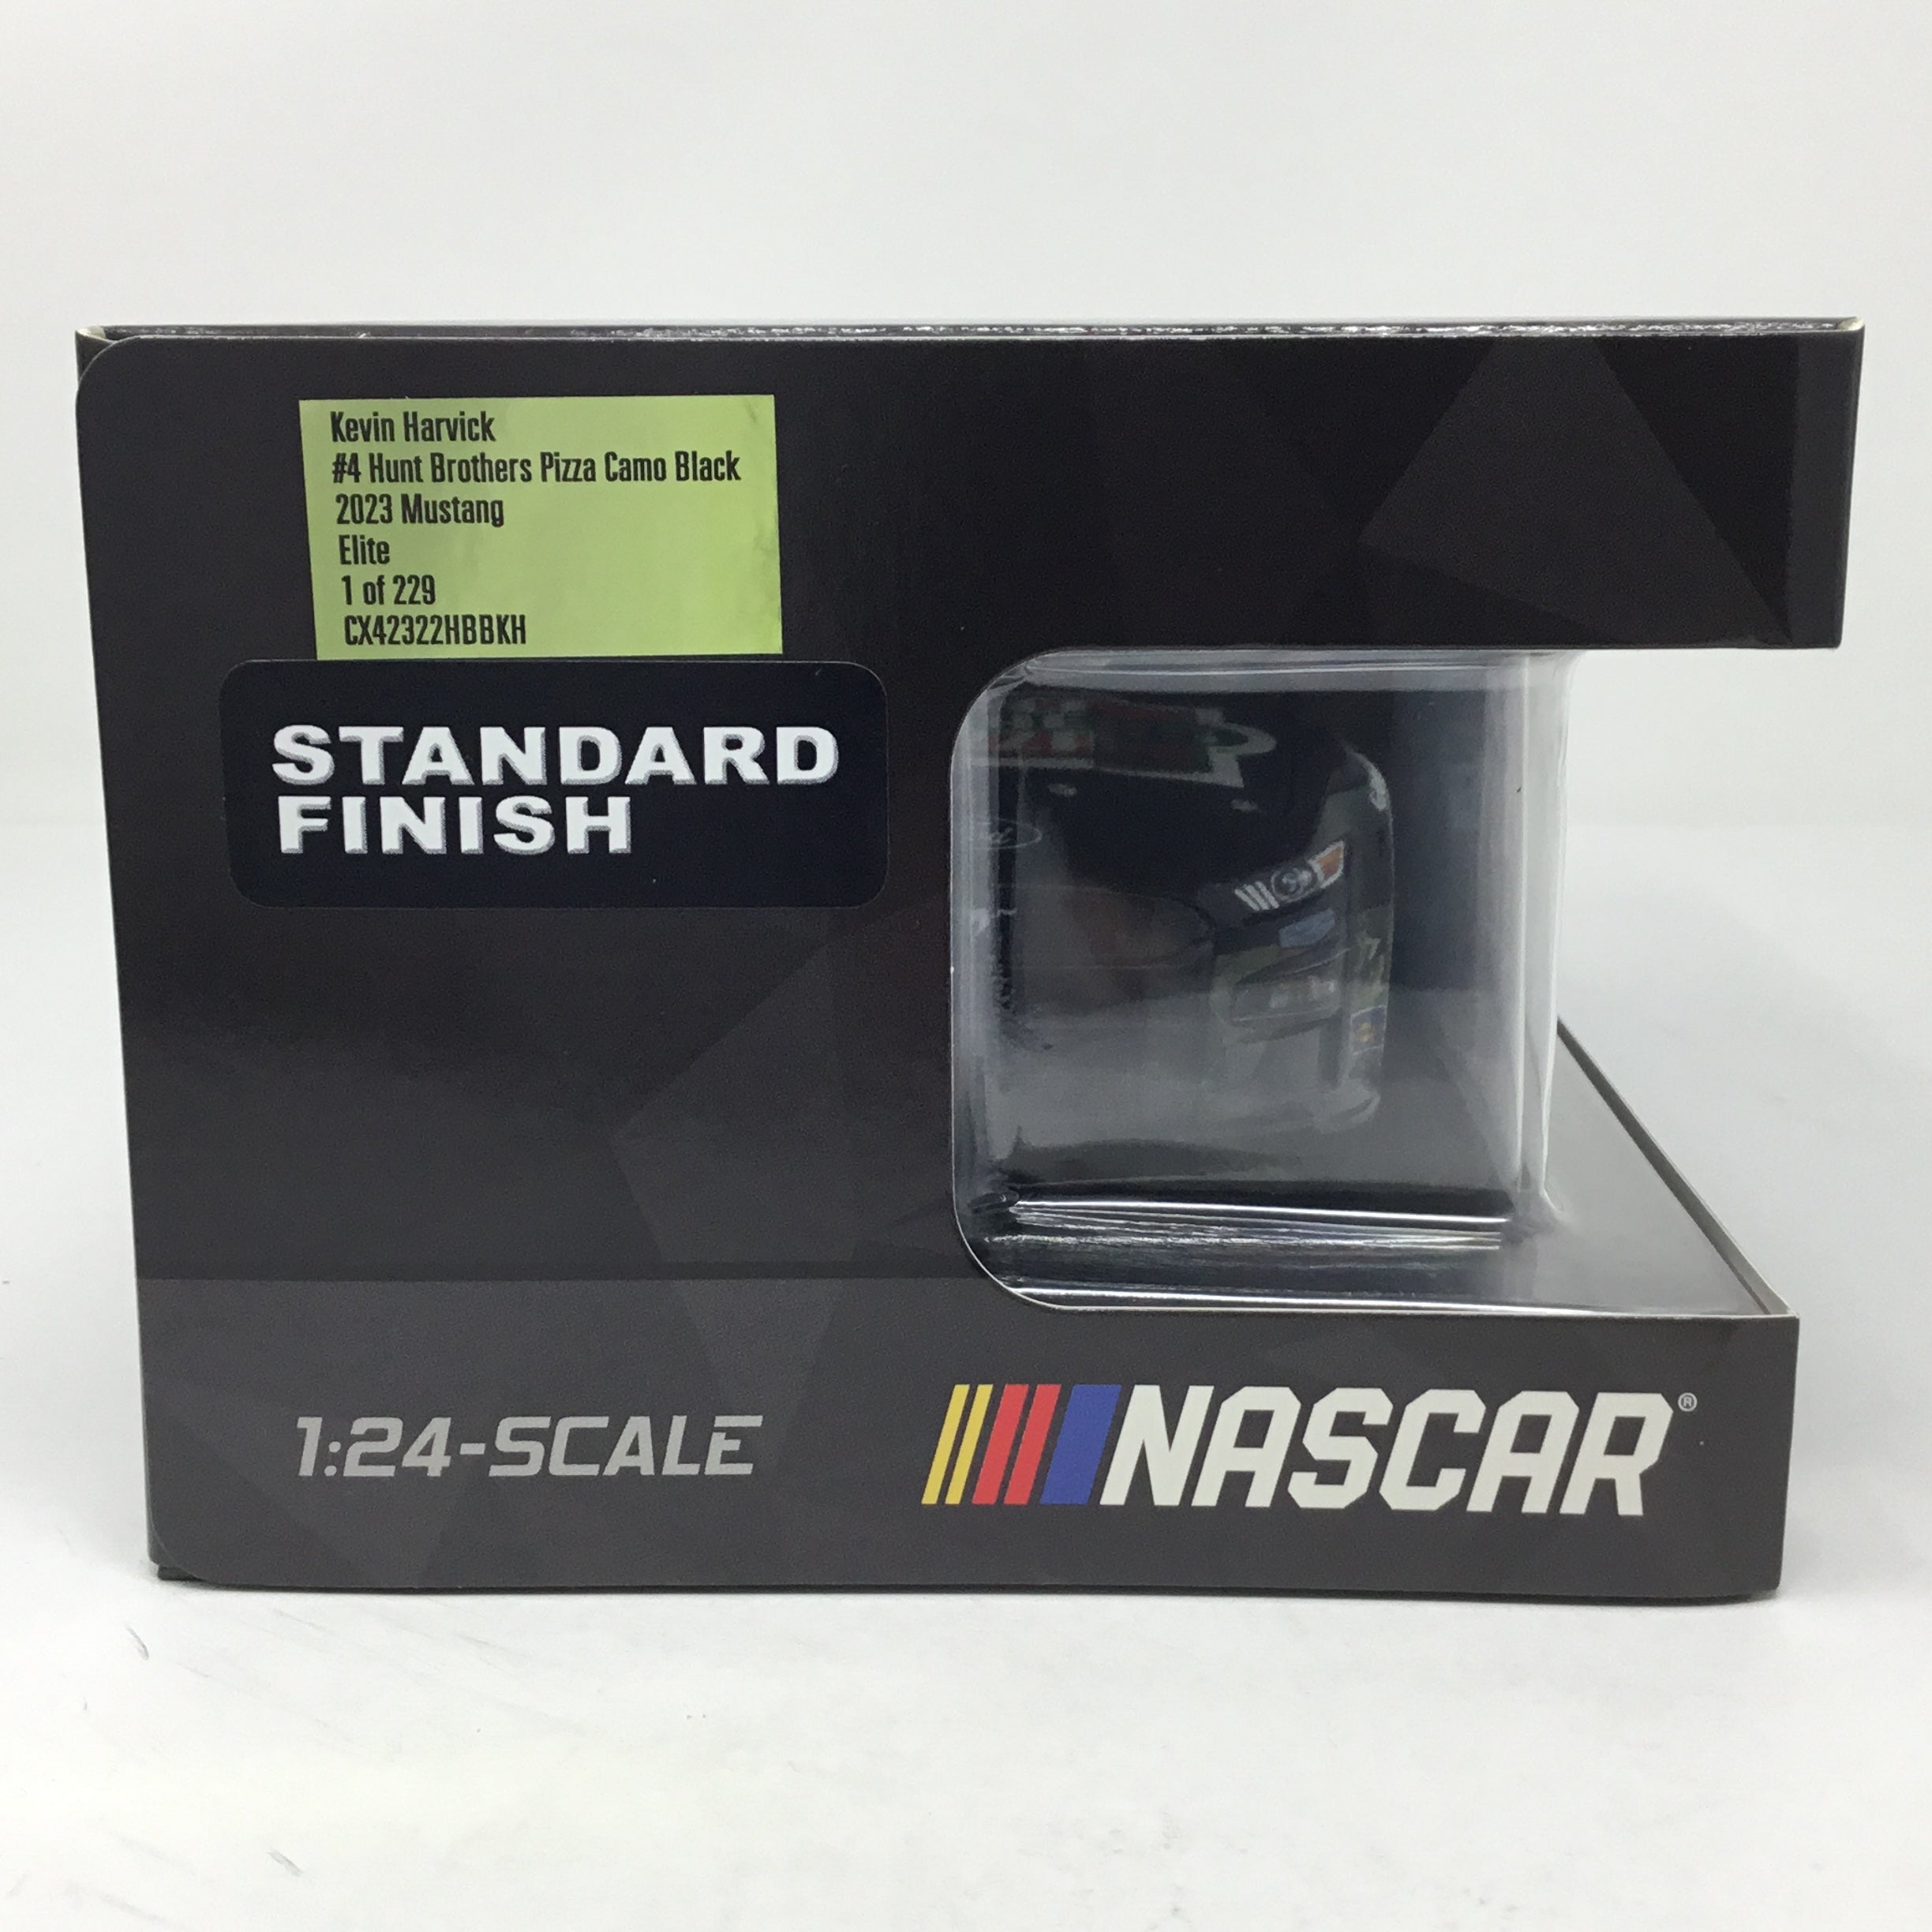 Kevin Harvick
#4 Hunt Brothers Pizza Camo Black
2023 Mustang
Elite
1 of 229
CX42322HBBKH
STANDARD
FINISH
1:24-SCALE
NASCAR®